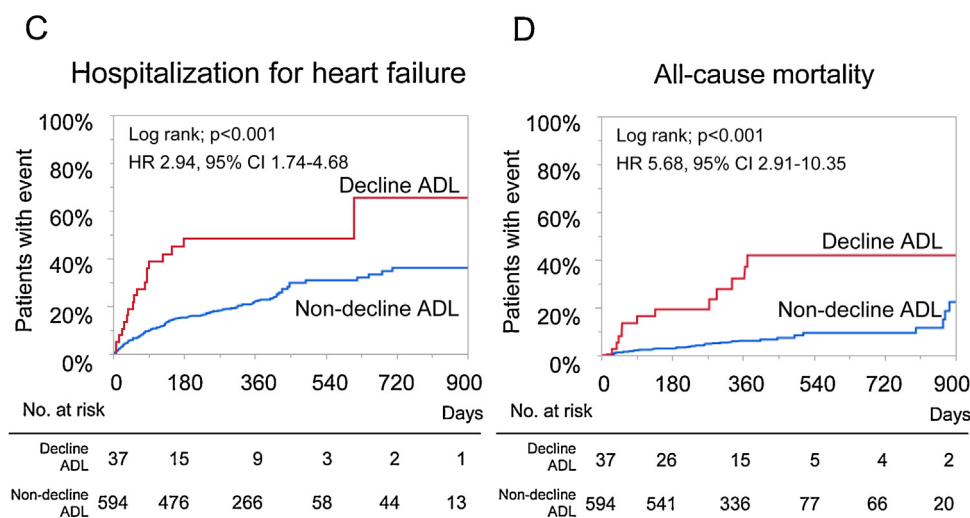 C
Hospitalization for heart failure
Patients with event
100%
80%
60%
40%
20%
0%
Log rank; p<0.001
HR 2.94, 95% CI 1.74-4.68
Decline ADL
Non-decline ADL
0 180 360 540 720 900
No. at risk
Days
Decline ADL 37 15 9 3 2 1
Non-decline ADL 594 476 266 58 44 13
D
All-cause mortality
Patients with event
100%
80%
60%
40%
20%
0%
Log rank; p<0.001
HR 5.68, 95% CI 2.91-10.35
Decline ADL
Non-decline ADL
0 180 360 540 720 900
No. at risk
Days
Decline ADL 37 26 15 5 4 2
Non-decline ADL 594 541 336 77 66 20